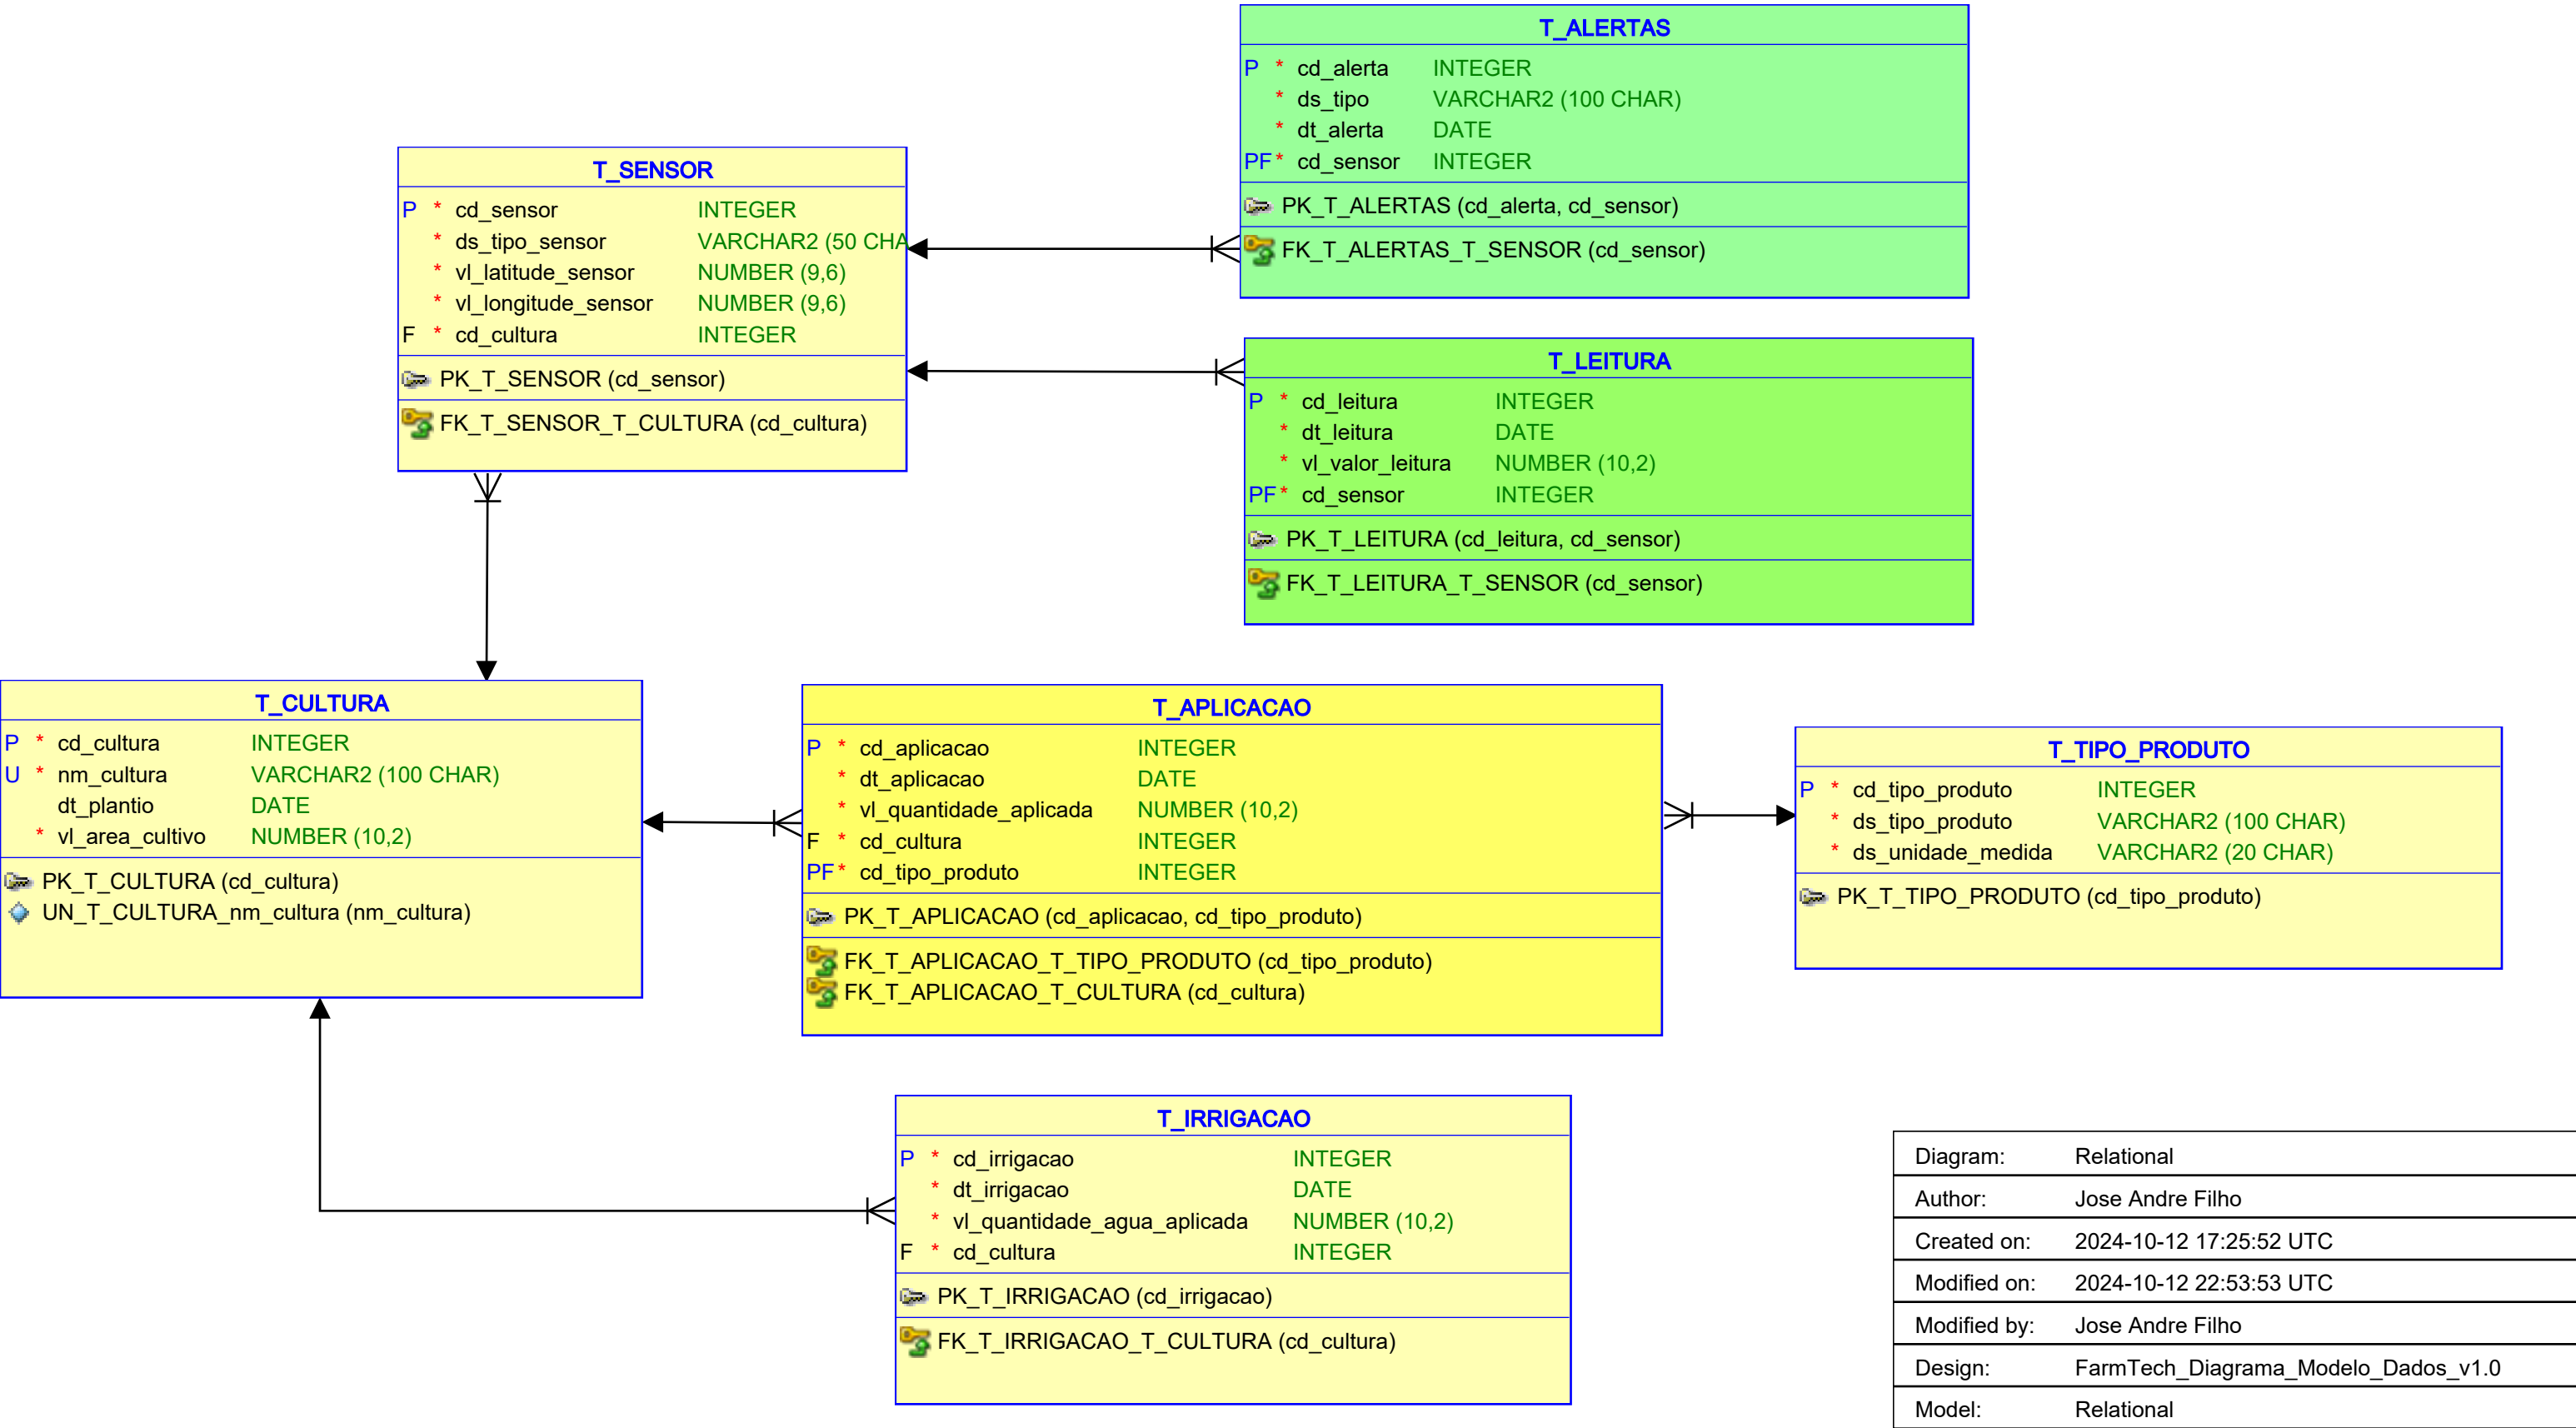 T_ALERTAS
P * cd_alerta INTEGER
* ds_tipo VARCHAR2 (100 CHAR)
* dt_alerta DATE
PF * cd_sensor INTEGER
PK_T_ALERTAS (cd_alerta, cd_sensor)
FK_T_ALERTAS_T_SENSOR (cd_sensor)
T_SENSOR
P * cd_sensor INTEGER
* ds_tipo_sensor VARCHAR2 (50 CHA
* vl_latitude_sensor NUMBER (9,6)
* vl_longitude_sensor NUMBER (9,6)
F * cd_cultura INTEGER
PK_T_SENSOR (cd_sensor)
FK_T_SENSOR_T_CULTURA (cd_cultura)
T_LEITURA
P * cd_leitura INTEGER
* dt_leitura DATE
* vl_valor_leitura NUMBER (10,2)
PF * cd_sensor INTEGER
PK_T_LEITURA (cd_leitura, cd_sensor)
FK_T_LEITURA_T_SENSOR (cd_sensor)
T_CULTURA
P * cd_cultura INTEGER
U * nm_cultura VARCHAR2 (100 CHAR)
dt_plantio DATE
* vl_area_cultivo NUMBER (10,2)
PK_T_CULTURA (cd_cultura)
UN_T_CULTURA_nm_cultura (nm_cultura)
T_APLICACAO
P * cd_aplicacao INTEGER
* dt_aplicacao DATE
* vl_quantidade_aplicada NUMBER (10,2)
F * cd_cultura INTEGER
PF * cd_tipo_produto INTEGER
PK_T_APLICACAO (cd_aplicacao, cd_tipo_produto)
FK_T_APLICACAO_T_TIPO_PRODUTO (cd_tipo_produto)
FK_T_APLICACAO_T_CULTURA (cd_cultura)
T_TIPO_PRODUTO
P * cd_tipo_produto INTEGER
* ds_tipo_produto VARCHAR2 (100 CHAR)
* ds_unidade_medida VARCHAR2 (20 CHAR)
PK_T_TIPO_PRODUTO (cd_tipo_produto)
T_IRRIGACAO
P * cd_irrigacao INTEGER
* dt_irrigacao DATE
* vl_quantidade_agua_aplicada NUMBER (10,2)
F * cd_cultura INTEGER
PK_T_IRRIGACAO (cd_irrigacao)
FK_T_IRRIGACAO_T_CULTURA (cd_cultura)
Diagram: Relational
Author: Jose Andre Filho
Created on: 2024-10-12 17:25:52 UTC
Modified on: 2024-10-12 22:53:53 UTC
Modified by: Jose Andre Filho
Design: FarmTech_Diagrama_Modelo_Dados_v1.0
Model: Relational